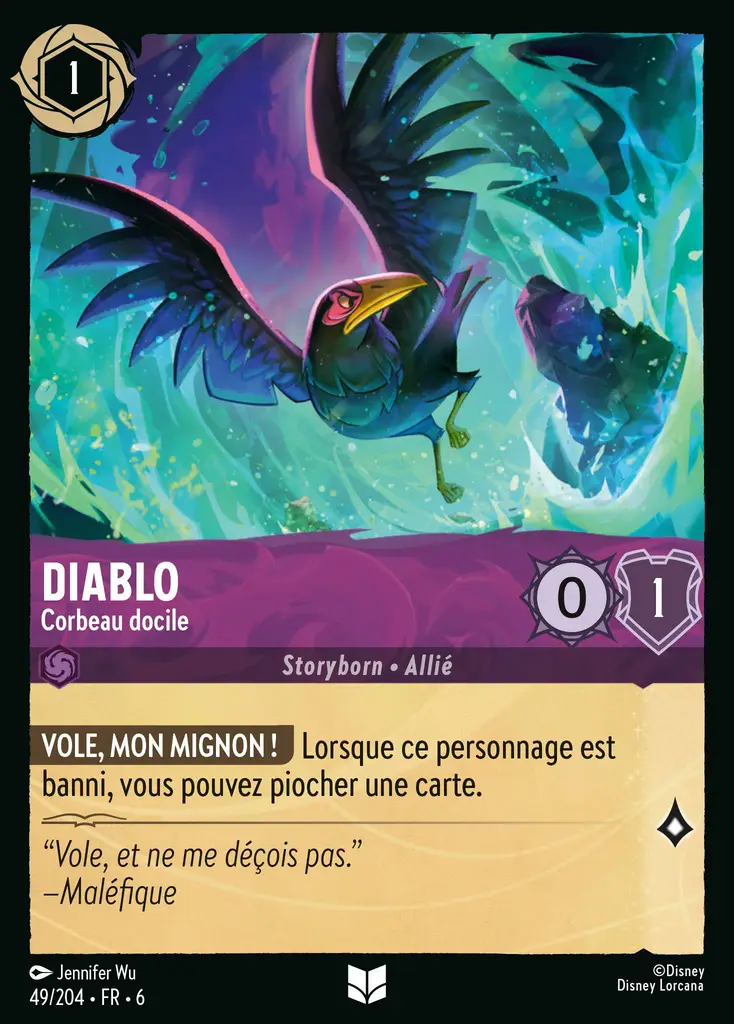 1
DIABLO
Corbeau docile
0
1
Storyborn • Allié
VOLE, MON MIGNON ! Lorsque ce personnage est
banni, vous pouvez piocher une carte.
“Vole, et ne me déçois pas.”
–Maléfique
Jennifer Wu
49/204 • FR • 6
©Disney
Disney Lorcana